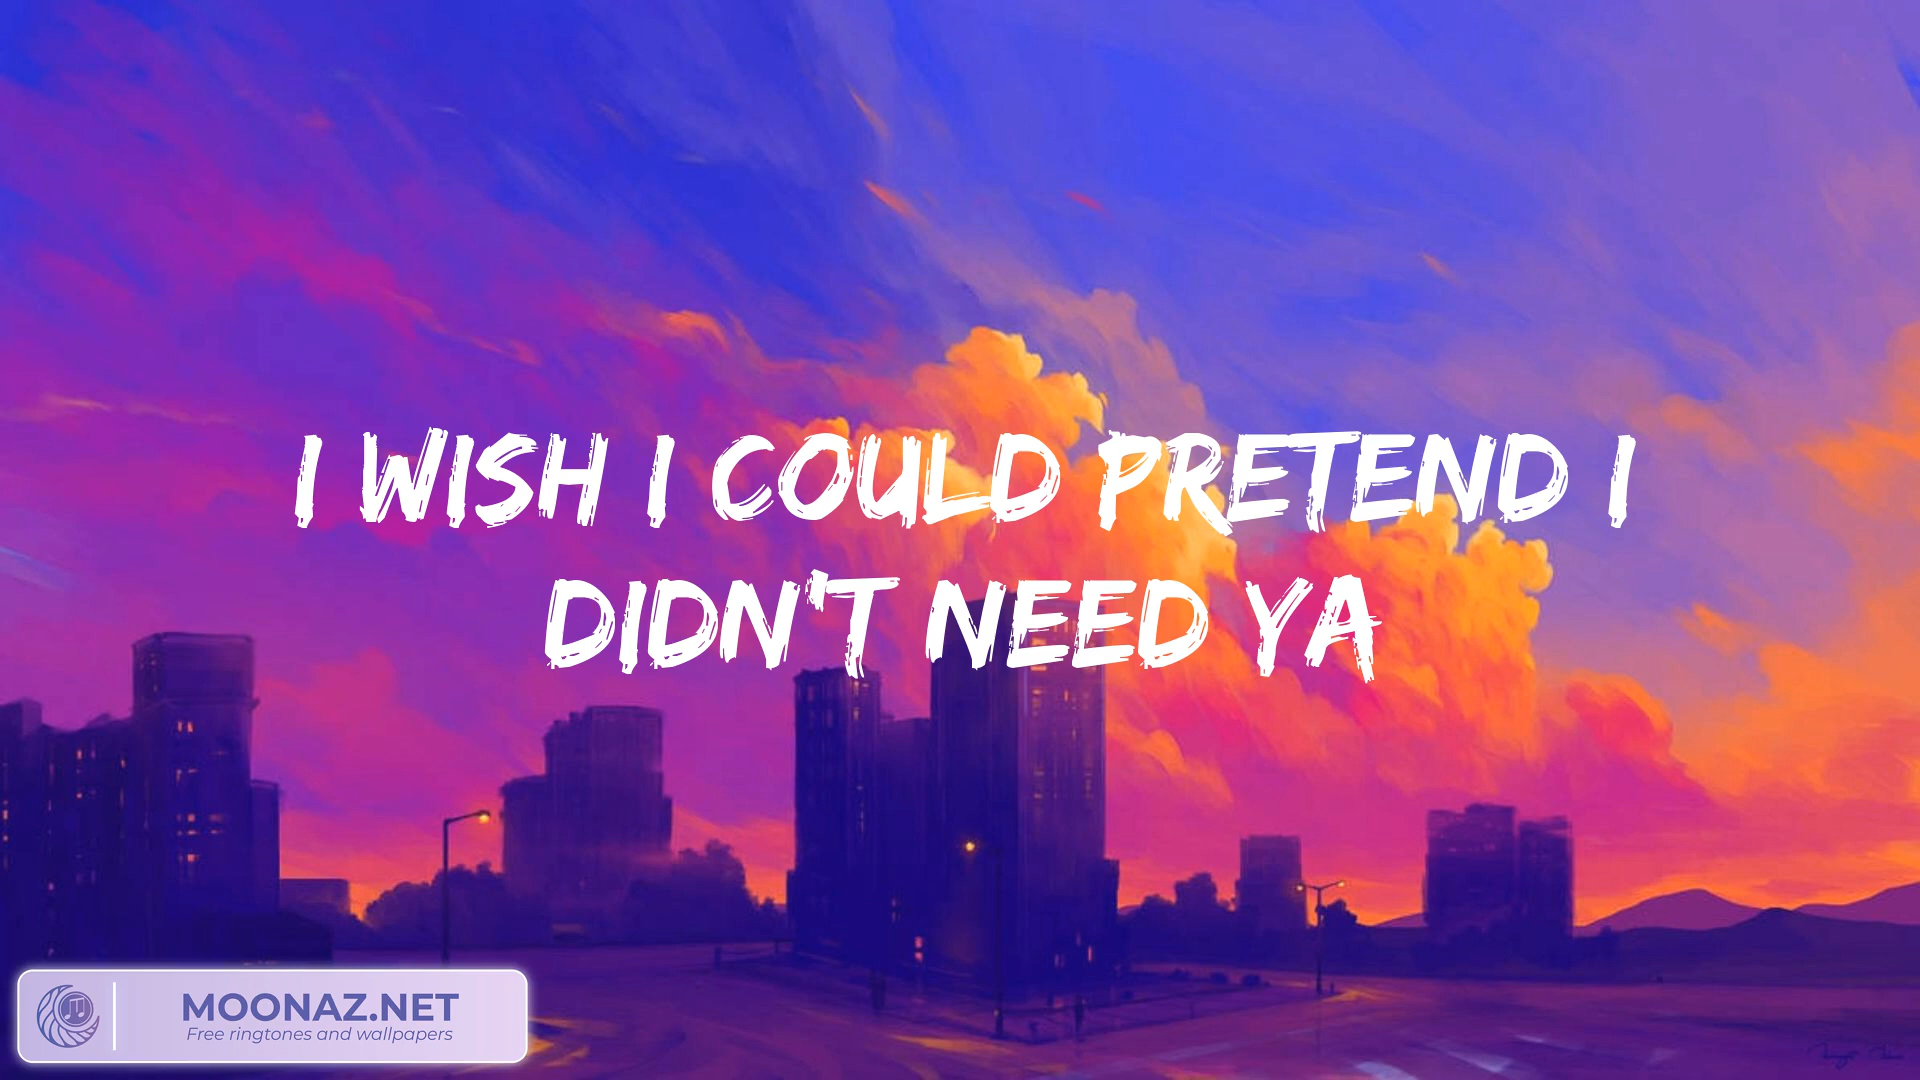 I WISH I COULD PRETEND I
DIDN'T NEED YA
MOONAZ.NET
Free ringtones and wallpapers